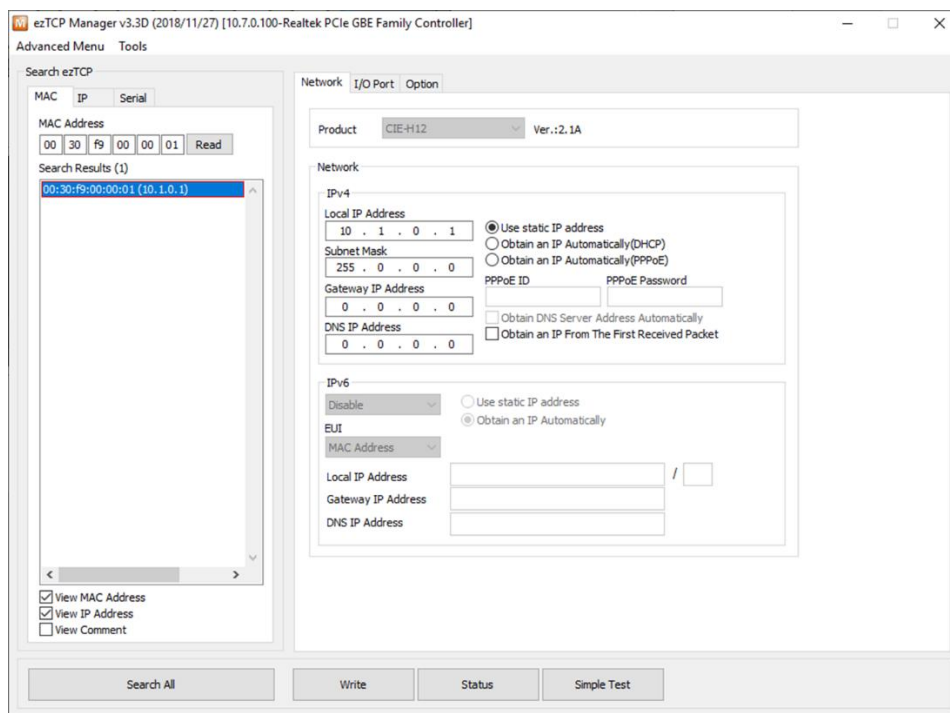 ezTCP Manager v3.3D (2018/11/27) [10.7.0.100-Realtek PCIe GBE Family Controller]
Advanced Menu Tools
Search ezTCP
MAC IP Serial
MAC Address
00 30 f9 00 00 01 Read
Search Results (1)
00:30:f9:00:00:01 (10.1.0.1)
View MAC Address
View IP Address
View Comment
Network I/O Port Option
Product CIE-H12 Ver.:2.1A
Network
IPv4
Local IP Address
10 . 1 . 0 . 1
Subnet Mask
255 . 0 . 0 . 0
Gateway IP Address
0 . 0 . 0 . 0
DNS IP Address
0 . 0 . 0 . 0
Use static IP address
Obtain an IP Automatically(DHCP)
Obtain an IP Automatically(PPPoE)
PPPoE ID PPPoE Password
Obtain DNS Server Address Automatically
Obtain an IP From The First Received Packet
IPv6
Disable
EUI
MAC Address
Use static IP address
Obtain an IP Automatically
Local IP Address /
Gateway IP Address
DNS IP Address
Search All Write Status Simple Test